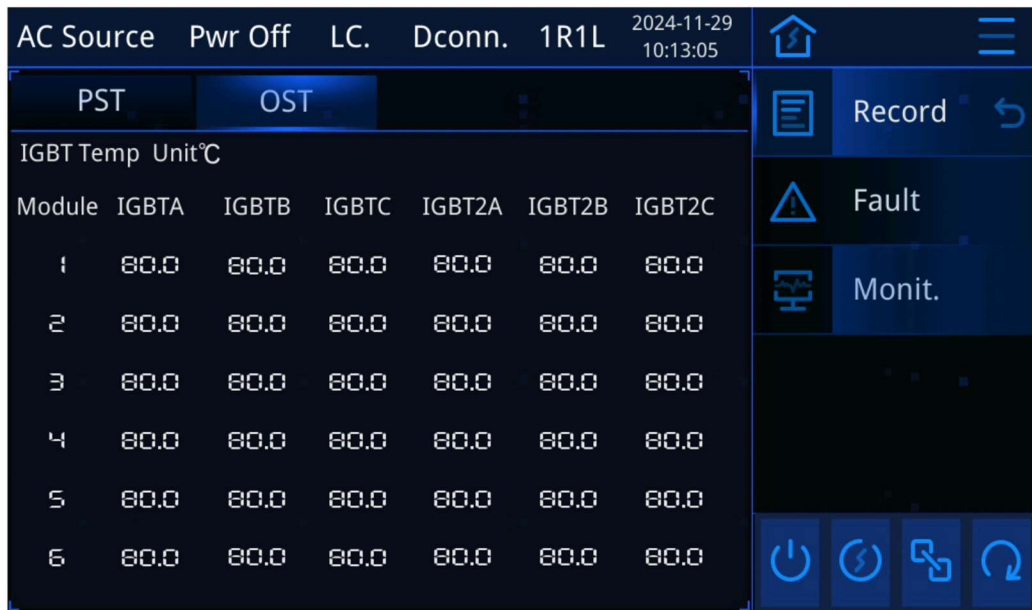 AC Source Pwr Off LC. Dconn. 1R1L 2024-11-29 10:13:05
PST OST
IGBT Temp Unit℃
Module IGBTA IGBTB IGBTC IGBT2A IGBT2B IGBT2C
1 80.0 80.0 80.0 80.0 80.0 80.0
2 80.0 80.0 80.0 80.0 80.0 80.0
3 80.0 80.0 80.0 80.0 80.0 80.0
4 80.0 80.0 80.0 80.0 80.0 80.0
5 80.0 80.0 80.0 80.0 80.0 80.0
6 80.0 80.0 80.0 80.0 80.0 80.0
Record
Fault
Monit.